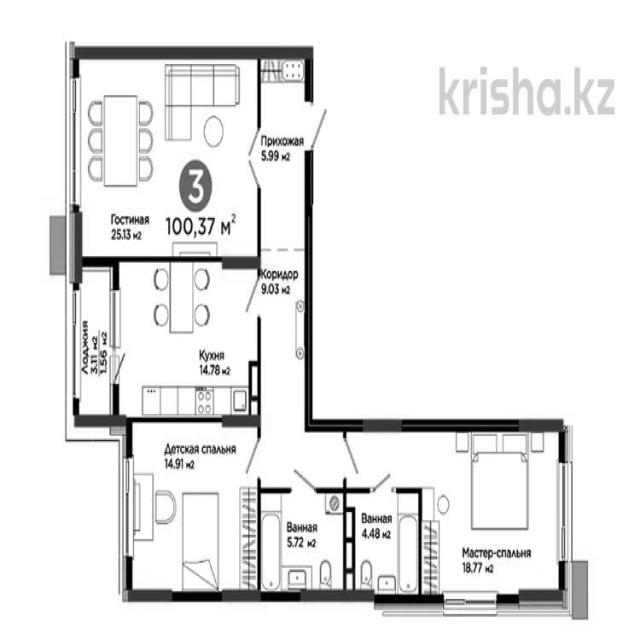 krisha.kz
Прихожая
5.99 м2
3
100,37 м2
Гостиная
25.13 м2
Коридор
9.03 м2
Лоджия
3.11 м2
1.56 м2
Кухня
14.78 м2
Детская спальня
14.91 м2
Ванная
5.72 м2
Ванная
4.48 м2
Мастер-спальня
18.77 м2